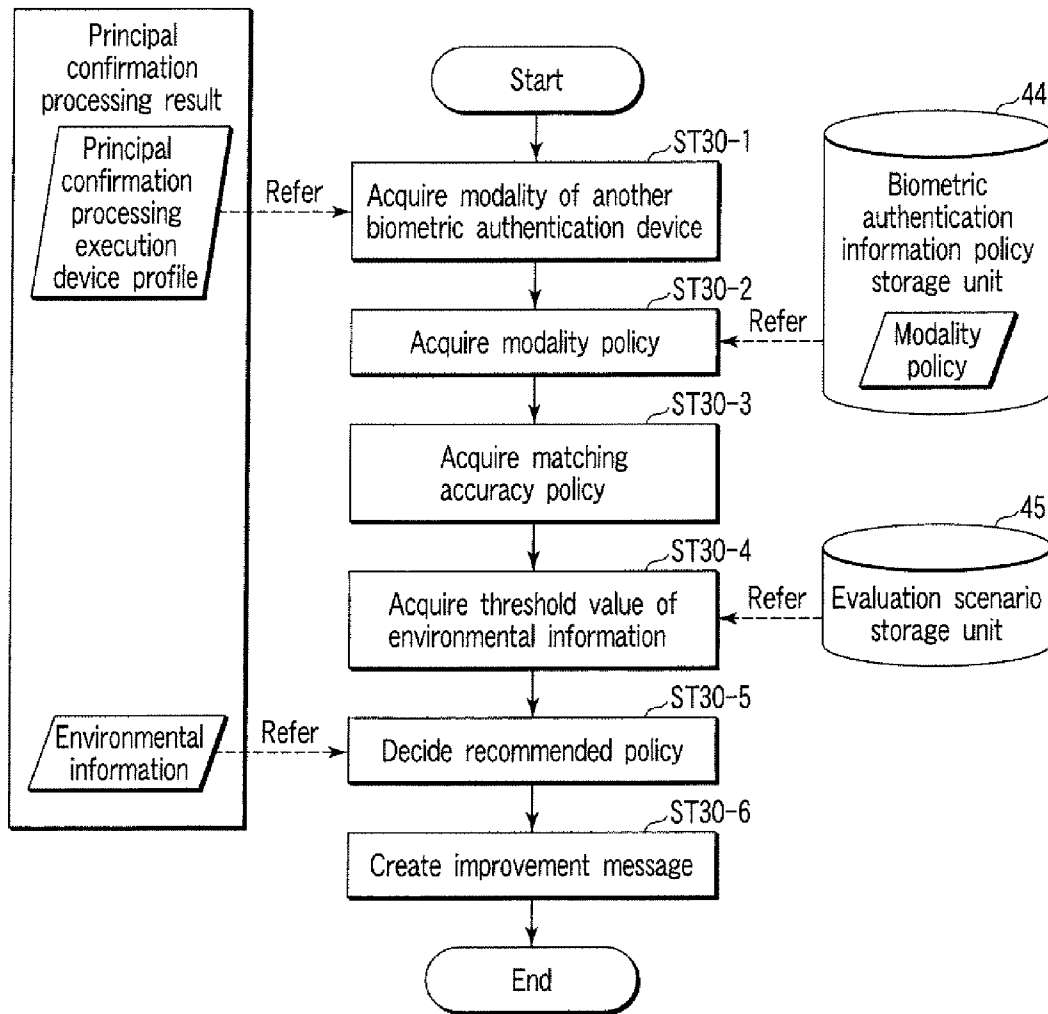 Principal
confirmation
processing result
Principal
confirmation
processing
execution
device profile
Refer
Environmental
information
Refer
Start
ST30-1
Acquire modality of another
biometric authentication device
ST30-2
Acquire modality policy
ST30-3
Acquire matching
accuracy policy
ST30-4
Acquire threshold value of
environmental information
ST30-5
Decide recommended policy
ST30-6
Create improvement message
End
44
Biometric
authentication
information policy
storage unit
Refer
Modality
policy
45
Refer
Evaluation scenario
storage unit